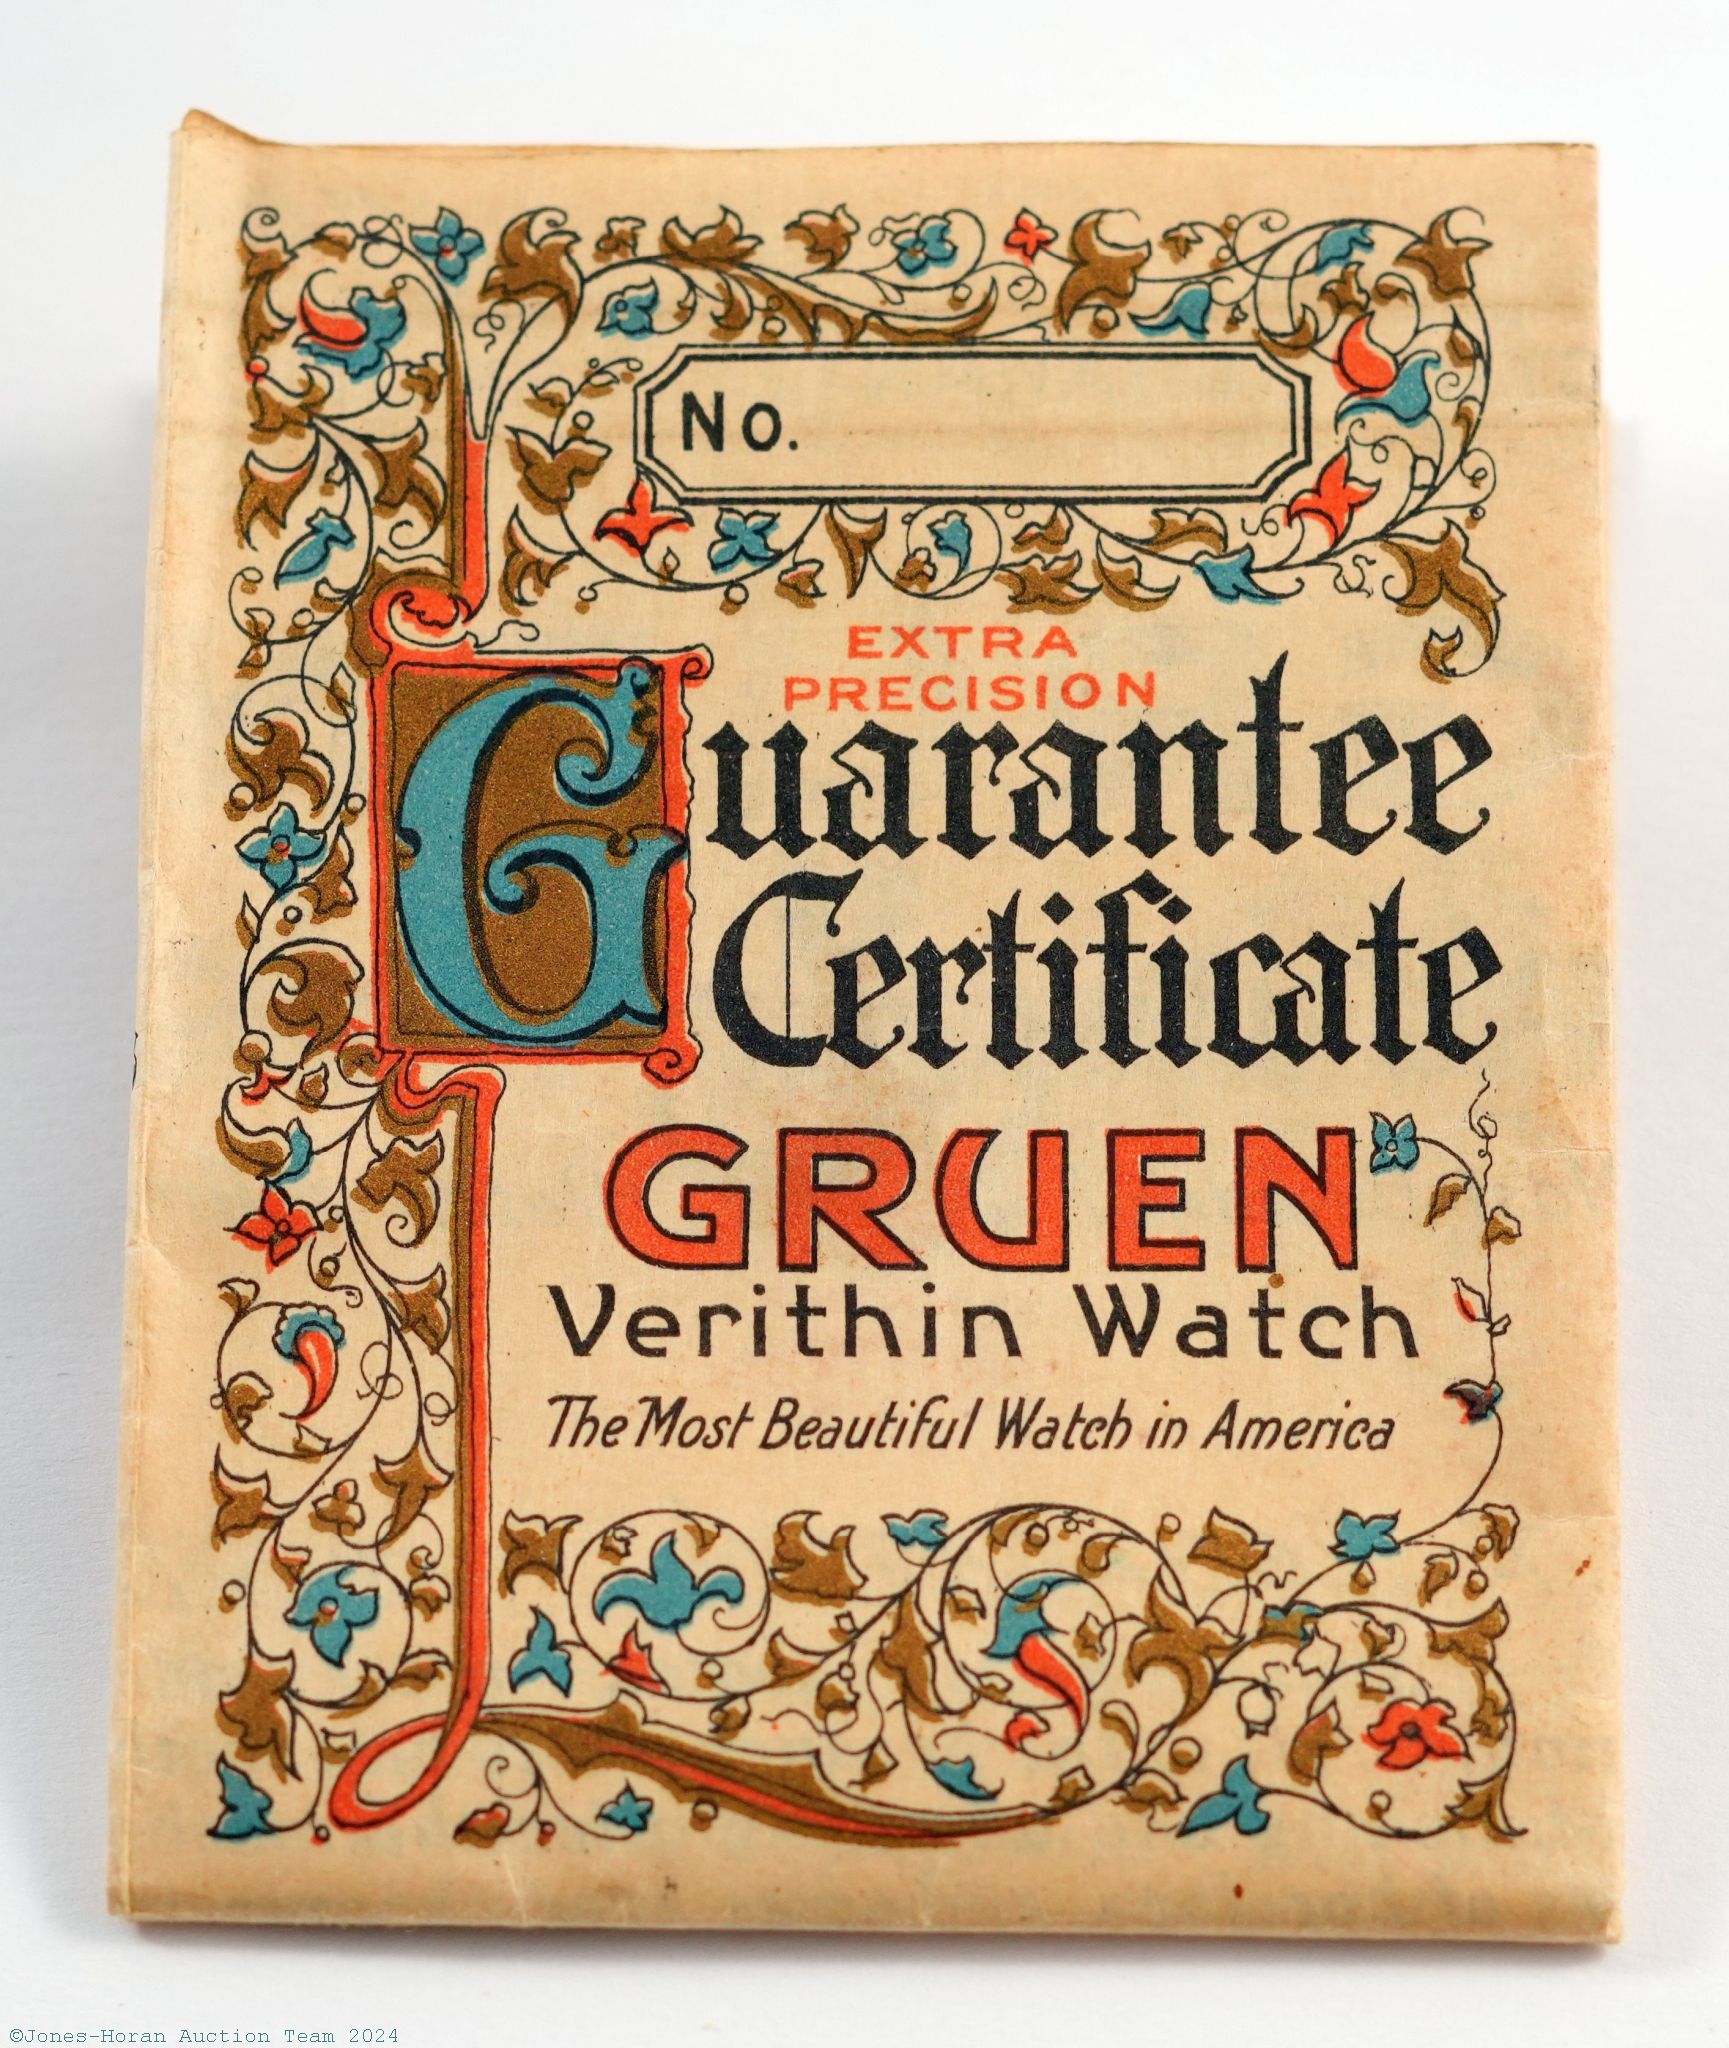 No.
EXTRA
PRECISION
Guarantee
Certificate
GRUEN
Verithin Watch
The Most Beautiful Watch in America
©Jones-Horan Auction Team 2024